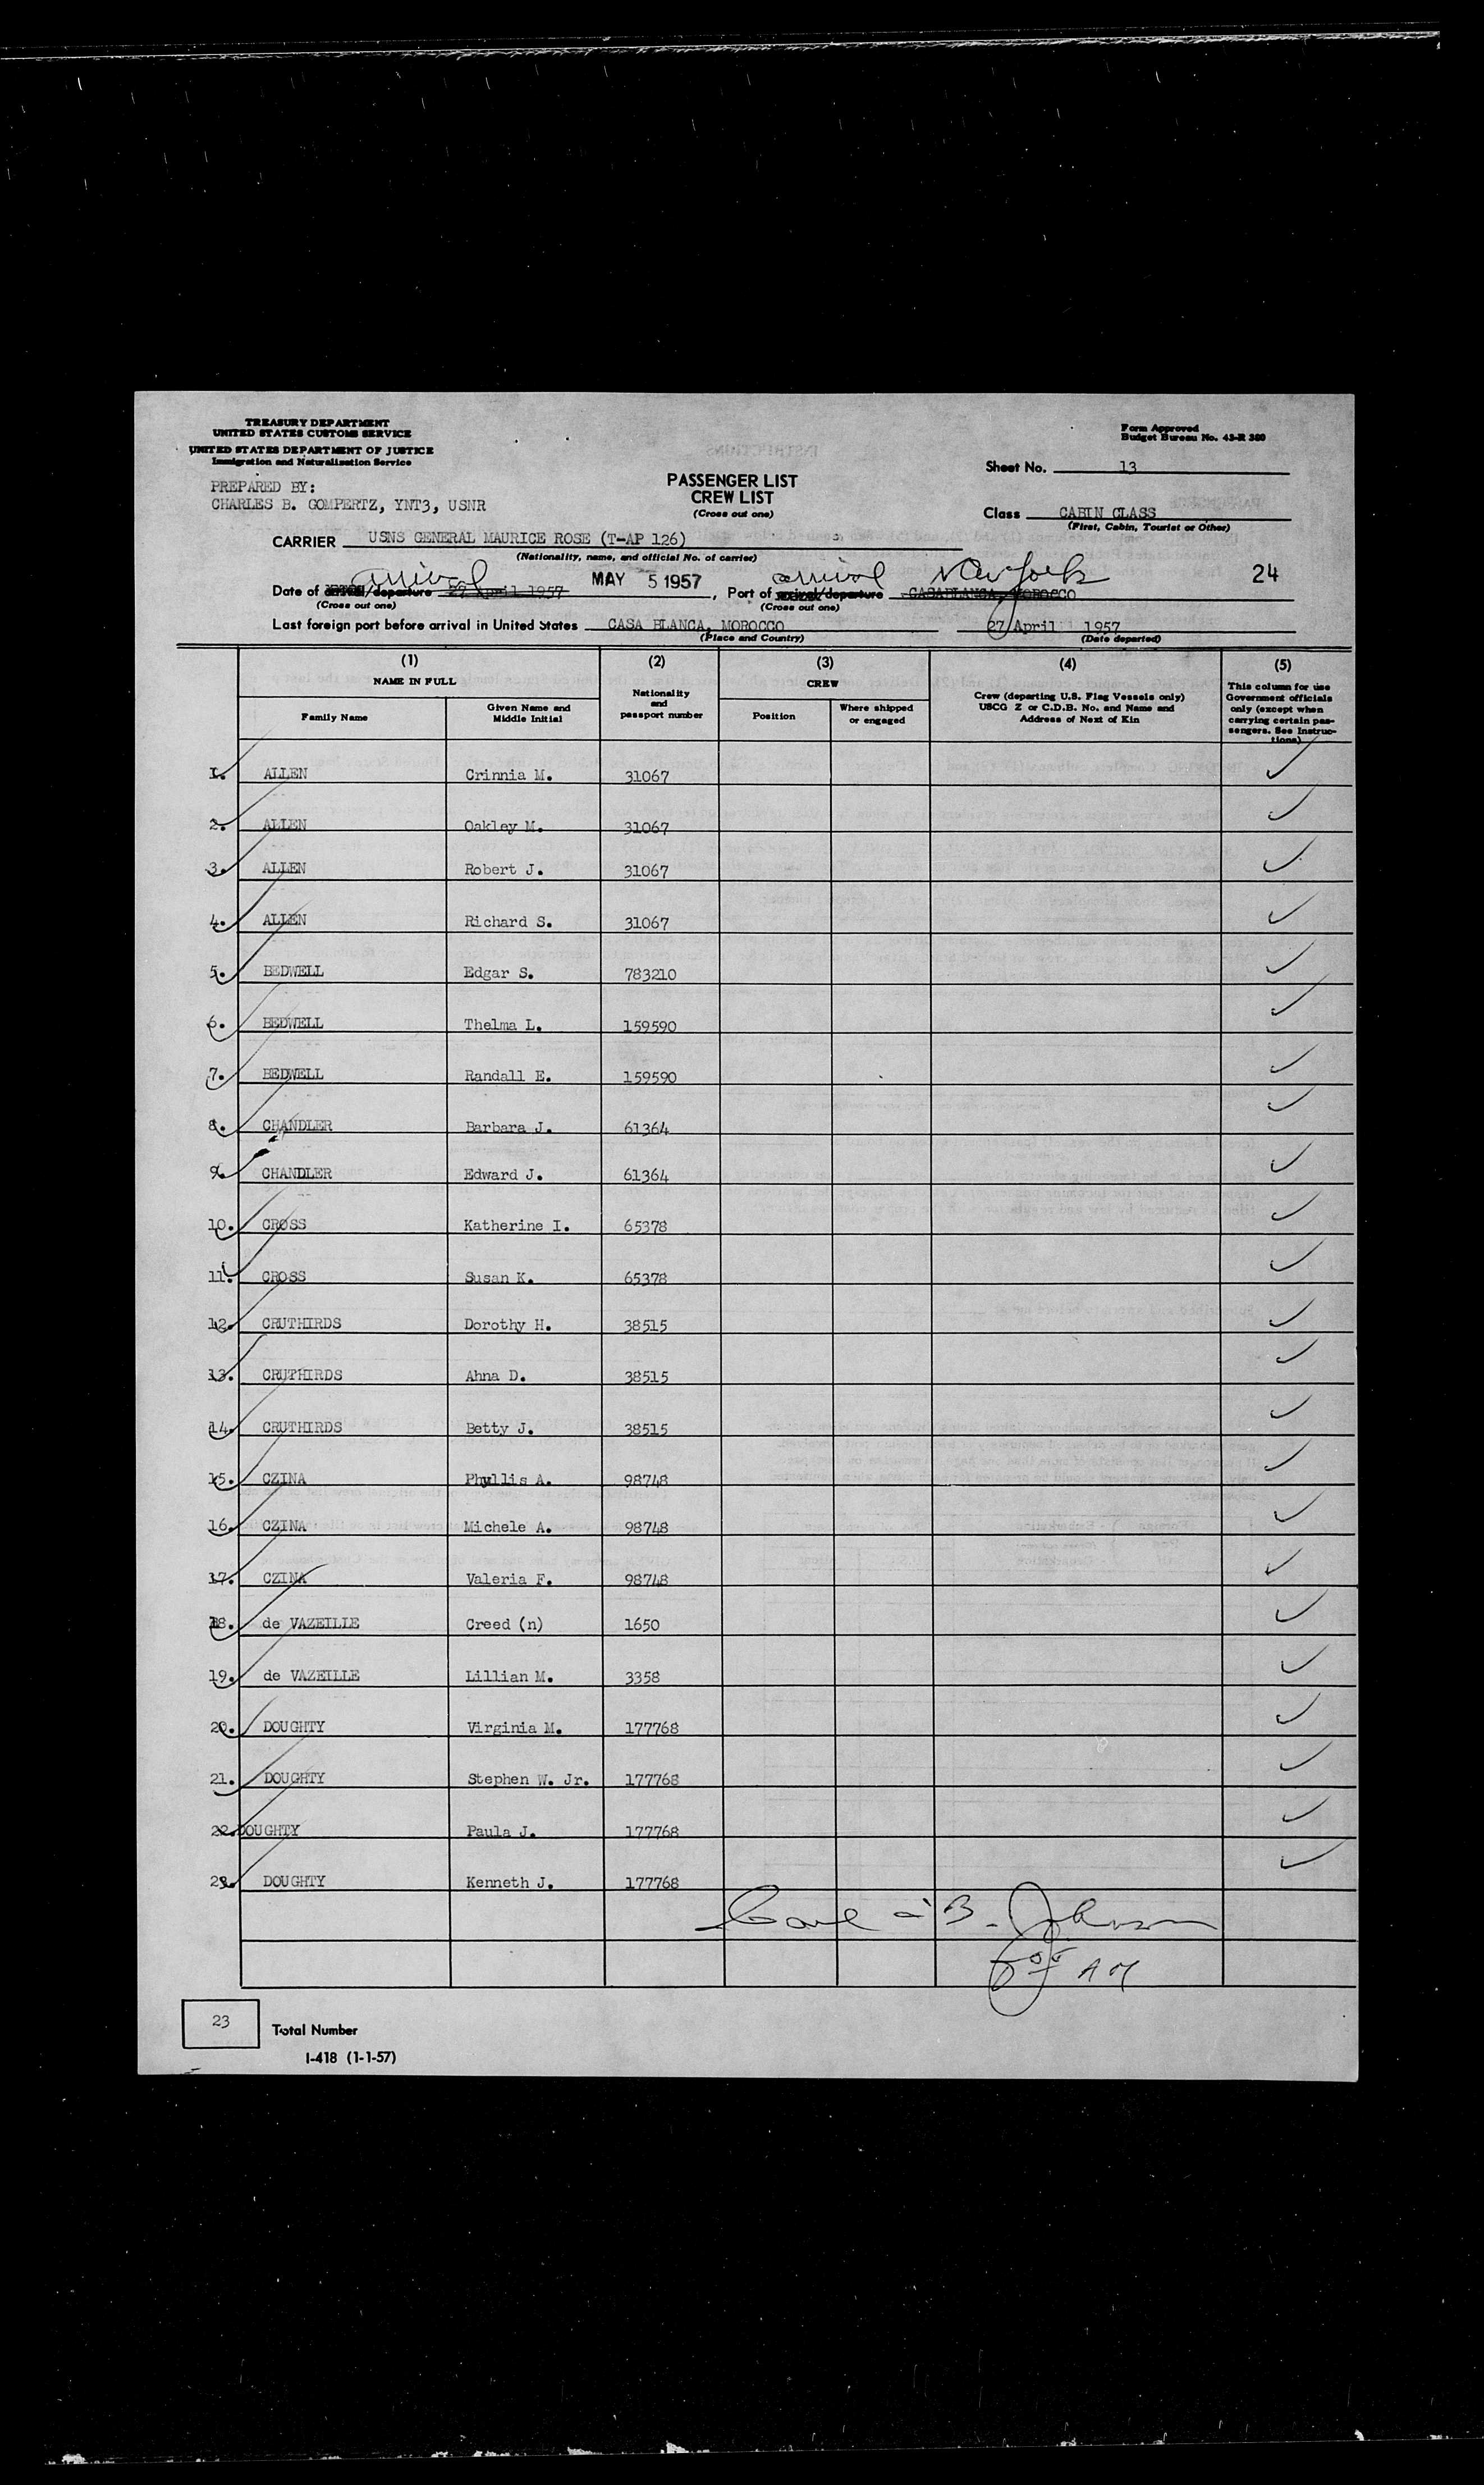 TREASURY DEPARTMENT
UNITED STATES CUSTOMS SERVICE
UNITED STATES DEPARTMENT OF JUSTICE
Immigration and Naturalization Service
Form Approved
Budget Bureau No. 43-R 380
Sheet No. 13
PREPARED BY:
CHARLES B. GOMPERTZ, YNT3, USNR
PASSENGER LIST
CREW LIST
(Cross out one)
Class CABIN CLASS
(First, Cabin, Tourist or Other)
CARRIER USNS GENERAL MAURICE ROSE (T-AP 126)
(Nationality, name, and official No. of carrier)
arrival arrival New York
Date of arrival/departure 27 April 1957 MAY 5 1957, Port of arrival/departure CASABLANCA, MOROCCO 24
(Cross out one) (Cross out one)
Last foreign port before arrival in United States CASA BLANCA, MOROCCO 27 April 1957
(Place and Country) (Date departed)
(1) (2) (3) (4) (5)
NAME IN FULL Nationality and passport number CREW Crew (departing U.S. Flag Vessels only) USCG Z or C.D.B. No. and Name and Address of Next of Kin This column for use Government officials only (except when carrying certain passengers. See Instructions)
Family Name Given Name and Middle Initial Position Where shipped or engaged
1. ALLEN Crinnia M. 31067
2. ALLEN Oakley M. 31067
3. ALLEN Robert J. 31067
4. ALLEN Richard S. 31067
5. BEDWELL Edgar S. 783210
6. BEDWELL Thelma L. 159590
7. BEDWELL Randall E. 159590
8. CHANDLER Barbara J. 61364
9. CHANDLER Edward J. 61364
10. CROSS Katherine I. 65378
11. CROSS Susan K. 65378
12. CRUTHIRDS Dorothy H. 38515
13. CRUTHIRDS Ahna D. 38515
14. CRUTHIRDS Betty J. 38515
15. CZINA Phyllis A. 98748
16. CZINA Michele A. 98748
17. CZINA Valeria F. 98748
18. de VAZEILLE Creed (n) 1650
19. de VAZEILLE Lillian M. 3358
20. DOUGHTY Virginia M. 177768
21. DOUGHTY Stephen W. Jr. 177768
22. DOUGHTY Paula J. 177768
23. DOUGHTY Kenneth J. 177768
B. Johnson
AM
23 Total Number
I-418 (1-1-57)